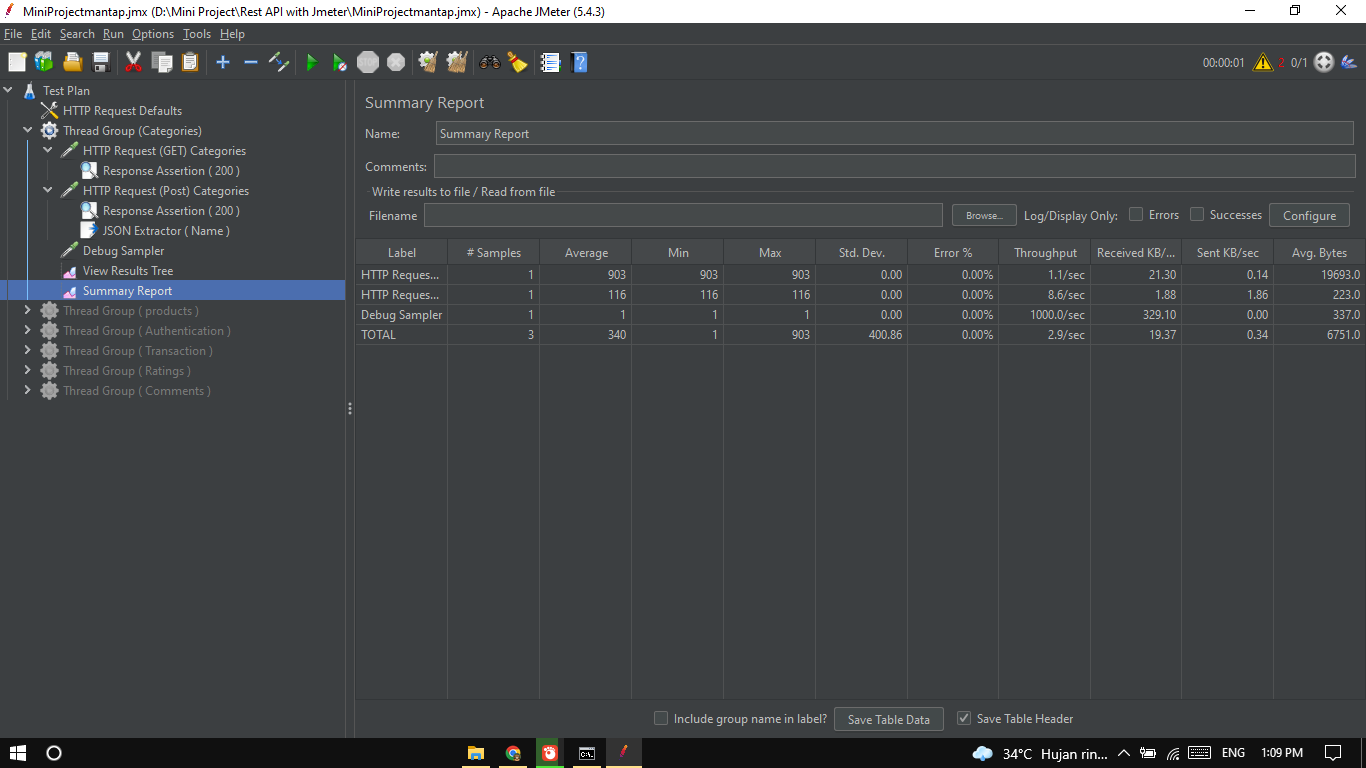 MiniProjectmantap.jmx (D:\Mini Project\Rest API with Jmeter\MiniProjectmantap.jmx) - Apache JMeter (5.4.3)
File Edit Search Run Options Tools Help
STOP 00:00:01 2 0/1
Test Plan
HTTP Request Defaults
Thread Group (Categories)
HTTP Request (GET) Categories
Response Assertion ( 200 )
HTTP Request (Post) Categories
Response Assertion ( 200 )
JSON Extractor ( Name )
Debug Sampler
View Results Tree
Summary Report
Thread Group ( products )
Thread Group ( Authentication )
Thread Group ( Transaction )
Thread Group ( Ratings )
Thread Group ( Comments )
Summary Report
Name: Summary Report
Comments:
Write results to file / Read from file
Filename Browse... Log/Display Only: Errors Successes Configure
Label # Samples Average Min Max Std. Dev. Error % Throughput Received KB/... Sent KB/sec Avg. Bytes
HTTP Reques... 1 903 903 903 0.00 0.00% 1.1/sec 21.30 0.14 19693.0
HTTP Reques... 1 116 116 116 0.00 0.00% 8.6/sec 1.88 1.86 223.0
Debug Sampler 1 1 1 1 0.00 0.00% 1000.0/sec 329.10 0.00 337.0
TOTAL 3 340 1 903 400.86 0.00% 2.9/sec 19.37 0.34 6751.0
Include group name in label? Save Table Data Save Table Header
34°C Hujan rin... ENG 1:09 PM